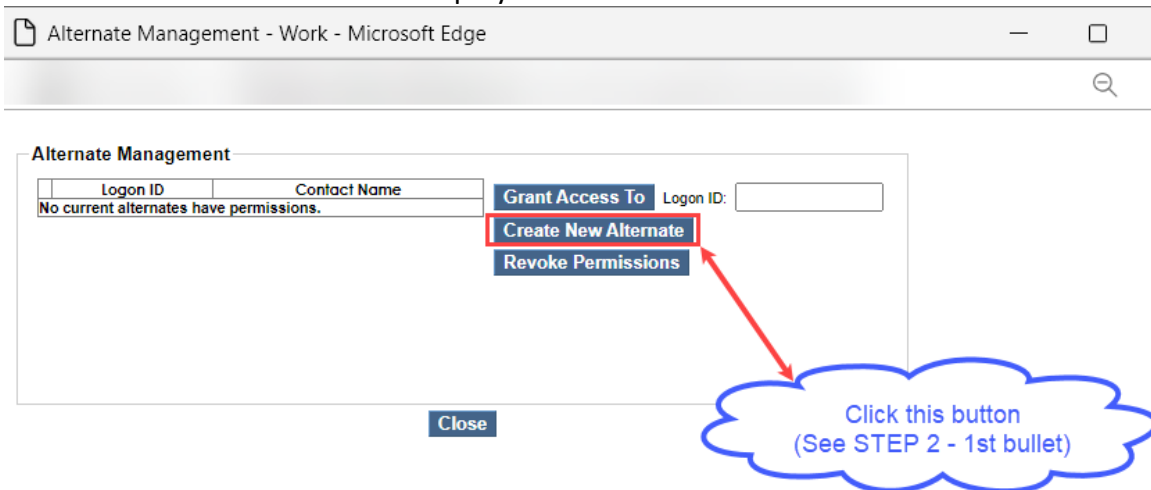 Alternate Management - Work - Microsoft Edge
Alternate Management
Logon ID Contact Name
No current alternates have permissions.
Grant Access To Logon ID:
Create New Alternate
Revoke Permissions
Close
Click this button
(See STEP 2 - 1st bullet)